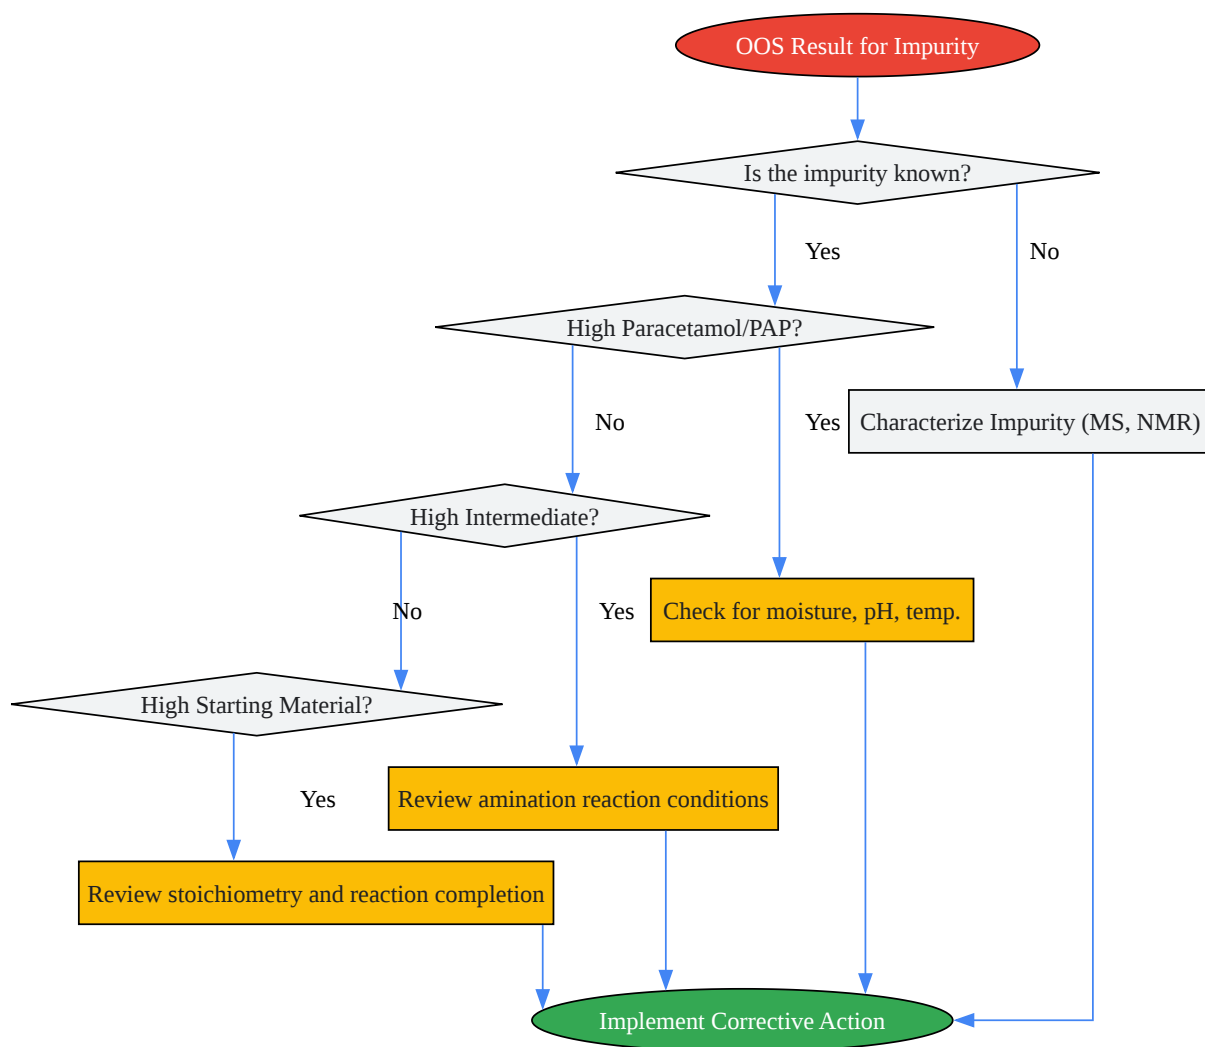 OOS Result for Impurity
Is the impurity known?
Yes
No
High Paracetamol/PAP?
No
Yes
Characterize Impurity (MS, NMR)
High Intermediate?
No
Yes
Check for moisture, pH, temp.
High Starting Material?
Yes
Review amination reaction conditions
Review stoichiometry and reaction completion
Implement Corrective Action